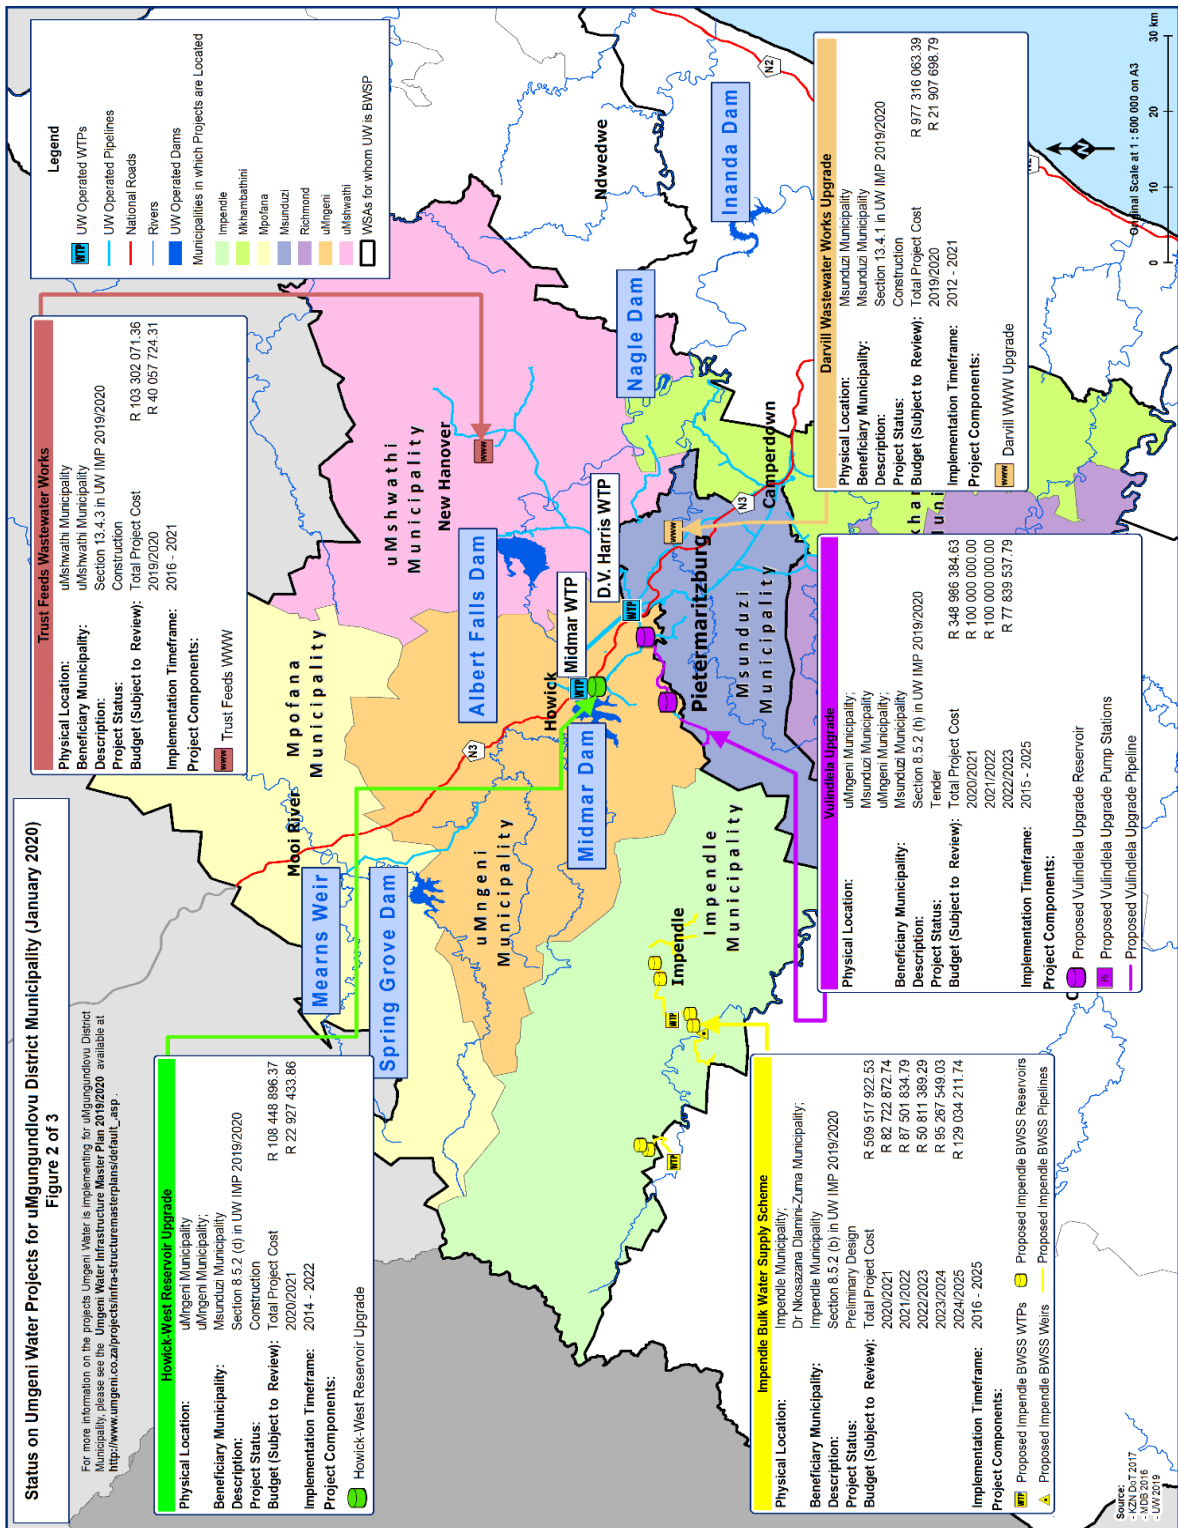 Status on Umgeni Water Projects for uMgungundlovu District Municipality (January 2020)
Figure 2 of 3
For more information on the projects Umgeni Water is implementing for uMgungundlovu District
Municipality, please see the Umgeni Water Infrastructure Master Plan 2019/2020 available at
http://www.umgeni.co.za/projects/infra-structuremasterplans/default_.asp .
Howick-West Reservoir Upgrade
Physical Location: uMngeni Municipality
uMngeni Municipality;
Beneficiary Municipality: Msunduzi Municipality
Description: Section 8.5.2 (d) in UW IMP 2019/2020
Project Status: Construction
Budget (Subject to Review): Total Project Cost R 108 448 896.37
2020/2021 R 22 927 433.86
Implementation Timeframe: 2014 - 2022
Project Components:
Howick-West Reservoir Upgrade
Trust Feeds Wastewater Works
Physical Location: uMshwathi Municipality
Beneficiary Municipality: uMshwathi Municipality
Description: Section 13.4.3 in UW IMP 2019/2020
Project Status: Construction
Budget (Subject to Review): Total Project Cost R 103 302 071.36
2019/2020 R 40 057 724.31
Implementation Timeframe: 2016 - 2021
Project Components:
www Trust Feeds WWW
Legend
WTP UW Operated WTPs
UW Operated Pipelines
National Roads
Rivers
UW Operated Dams
Municipalities in which Projects are Located
Impendle
Mkhambathini
Mpofana
Msunduzi
Richmond
uMngeni
uMshwathi
WSAs for whom UW is BWSP
Mooi River
Mpofana
Municipality
Mearns Weir
Spring Grove Dam
N3
uMngeni
Municipality
uMshwathi
Municipality
New Hanover
www
Albert Falls Dam
Howick
Midmar WTP
WTP
Midmar Dam
D.V. Harris WTP
WTP
Nagle Dam
Ndwedwe
N2
Inanda Dam
Pietermaritzburg
www
N3
Camperdown
Msunduzi
Municipality
Impendle
Municipality
Impendle
WTP
WTP
Impendle Bulk Water Supply Scheme
Physical Location: Impendle Municipality;
Dr Nkosazana Dlamini-Zuma Municipality;
Beneficiary Municipality: Impendle Municipality
Description: Section 8.5.2 (b) in UW IMP 2019/2020
Project Status: Preliminary Design
Budget (Subject to Review): Total Project Cost R 509 517 922.53
2020/2021 R 82 722 872.74
2021/2022 R 87 501 834.79
2022/2023 R 50 811 389.29
2023/2024 R 95 267 549.03
2024/2025 R 129 034 211.74
Implementation Timeframe: 2016 - 2025
Project Components:
WTP Proposed Impendle BWSS WTPs Proposed Impendle BWSS Reservoirs
Proposed Impendle BWSS Weirs Proposed Impendle BWSS Pipelines
Vulindlela Upgrade
Physical Location: uMngeni Municipality;
Msunduzi Municipality
uMngeni Municipality;
Beneficiary Municipality: Msunduzi Municipality
Description: Section 8.5.2 (h) in UW IMP 2019/2020
Project Status: Tender
Budget (Subject to Review): Total Project Cost R 348 986 384.63
2020/2021 R 100 000 000.00
2021/2022 R 100 000 000.00
2022/2023 R 777 839 537.79
Implementation Timeframe: 2015 - 2025
Project Components:
Proposed Vulindlela Upgrade Reservoir
PS Proposed Vulindlela Upgrade Pump Stations
Proposed Vulindlela Upgrade Pipeline
Darvill Wastewater Works Upgrade
Physical Location: Msunduzi Municipality
Beneficiary Municipality: Msunduzi Municipality
Description: Section 13.4.1 in UW IMP 2019/2020
Project Status: Construction
Budget (Subject to Review): Total Project Cost R 977 316 063.39
2019/2020 R 21 907 698.79
Implementation Timeframe: 2012 - 2021
Project Components:
www Darvill WWW Upgrade
N
Original Scale at 1 : 500 000 on A3
0 10 20 30 km
Source:
- KZN DoT 2017
- MDB 2016
- UW 2019